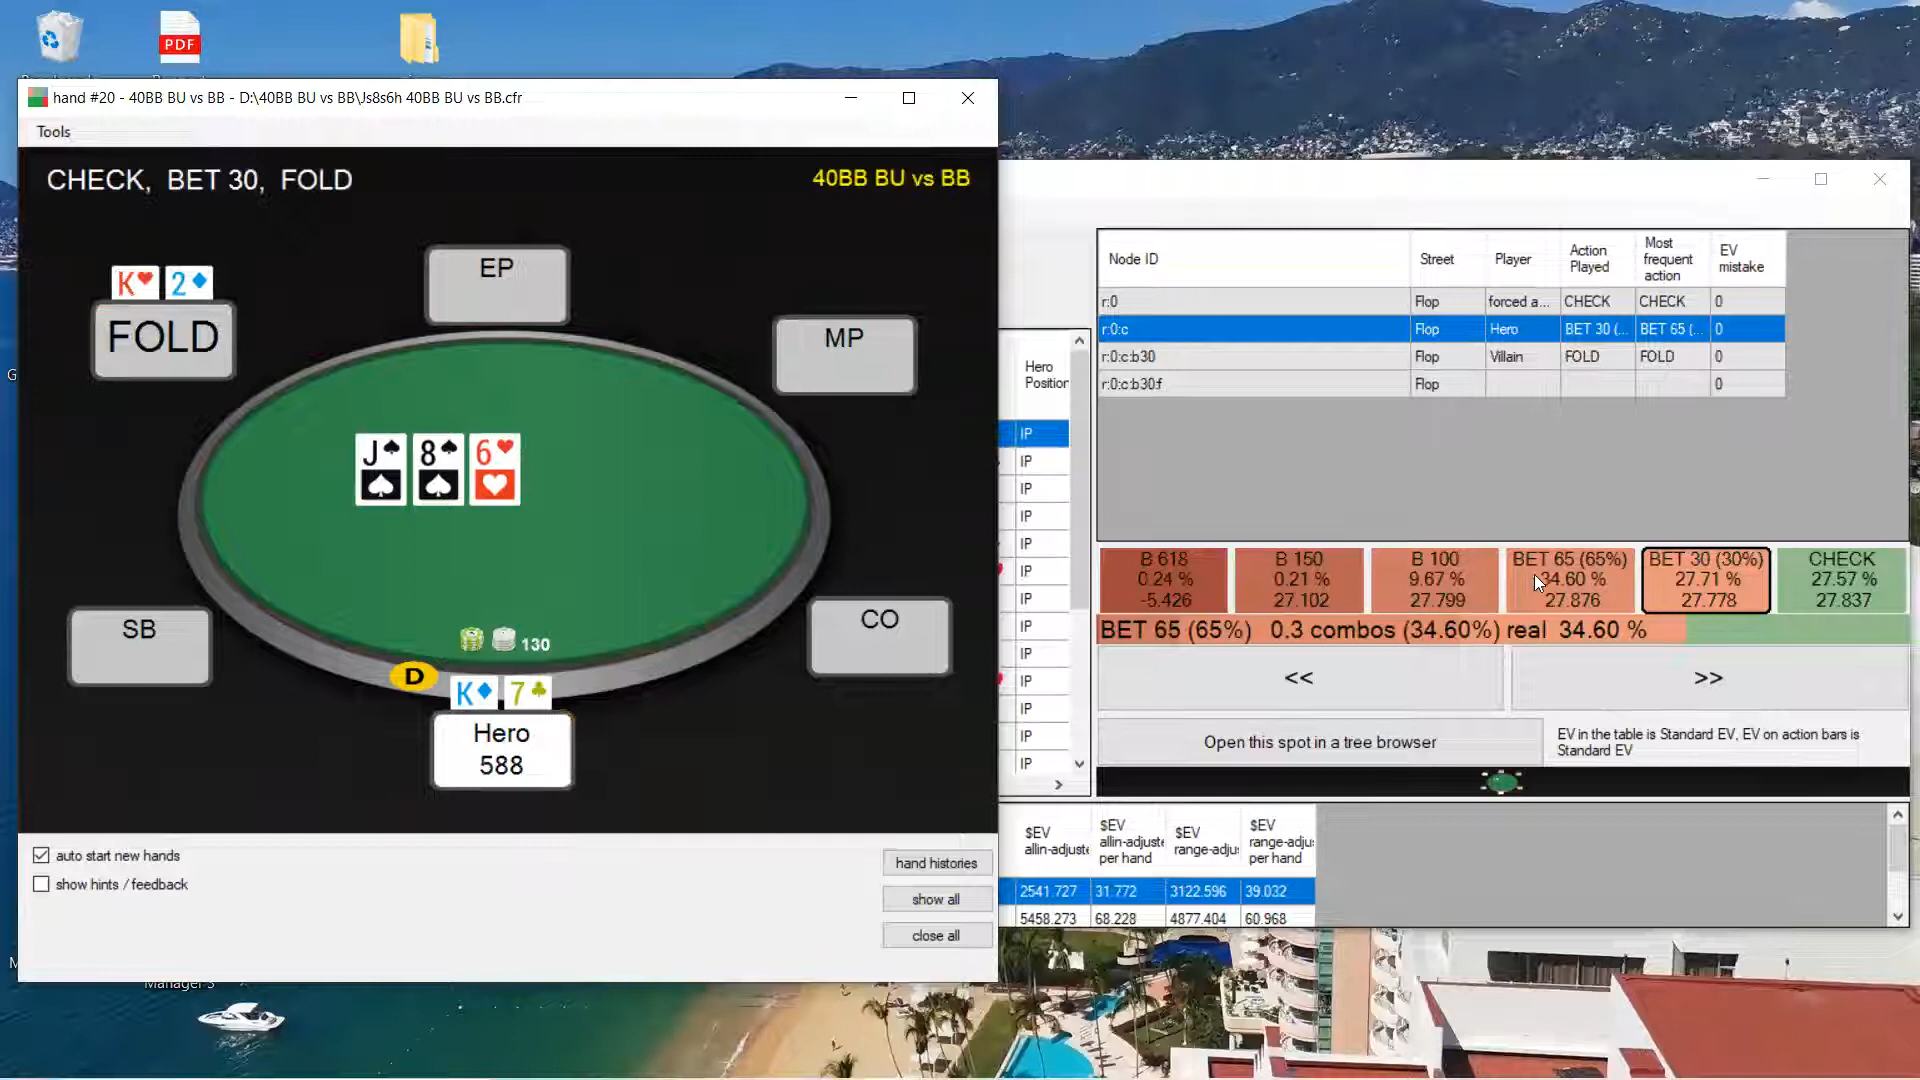 PDF
hand #20 - 40BB BU vs BB - D:\40BB BU vs BB\Js8s6h 40BB BU vs BB.cfr
Tools
CHECK, BET 30, FOLD
40BB BU vs BB
K 2
FOLD
EP
MP
J 8 6
SB
CO
130
D
K 7
Hero
588
auto start new hands
show hints / feedback
hand histories
show all
close all
Node ID
Street
Player
Action Played
Most frequent action
EV mistake
r:0 Flop forced a... CHECK CHECK 0
r:0:c Flop Hero BET 30 (... BET 65 (... 0
r:0:c:b30 Flop Villain FOLD FOLD 0
r:0:c:b30:f Flop 0
Hero
Position
IP
IP
IP
IP
IP
IP
IP
IP
IP
IP
IP
IP
IP
B 618
0.24 %
-5.426
B 150
0.21 %
27.102
B 100
9.67 %
27.799
BET 65 (65%)
34.60 %
27.876
BET 30 (30%)
27.71 %
27.778
CHECK
27.57 %
27.837
BET 65 (65%) 0.3 combos (34.60%) real 34.60 %
<<
>>
Open this spot in a tree browser
EV in the table is Standard EV, EV on action bars is
Standard EV
$EV
allin-adjuste
$EV
allin-adjuste
per hand
$EV
range-adju
$EV
range-adju
per hand
2541.727 31.772 3122.596 39.032
5458.273 68.228 4877.404 60.968